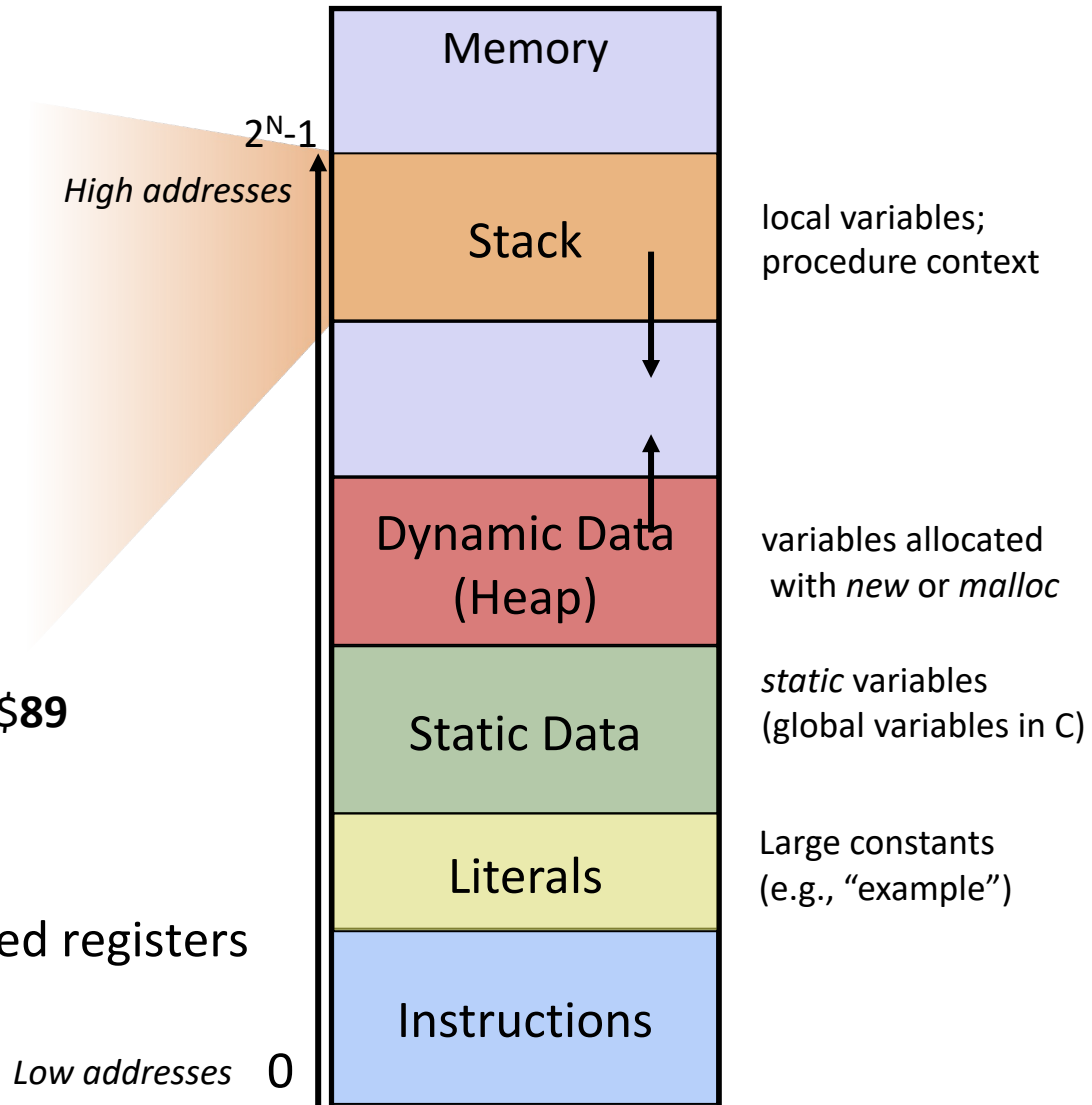 Memory
2^N-1
High addresses
Stack
local variables;
procedure context
Dynamic Data
(Heap)
variables allocated
with new or malloc
$89
Static Data
static variables
(global variables in C)
Literals
Large constants
(e.g., “example”)
ed registers
Instructions
Low addresses 0